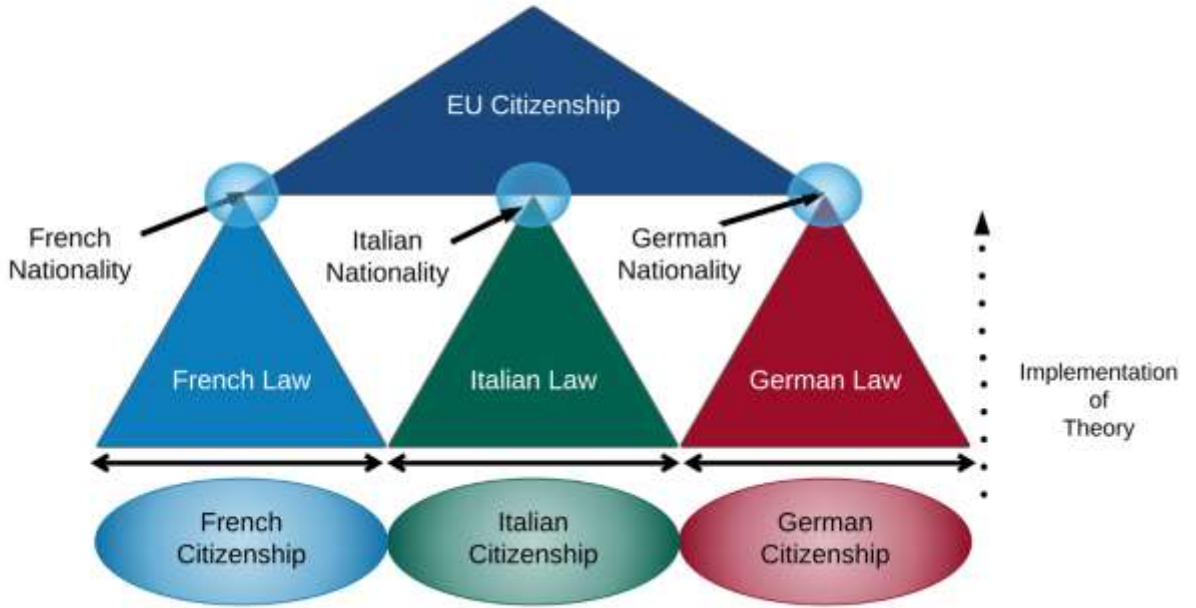 EU Citizenship
French
Nationality
Italian
Nationality
German
Nationality
French Law
Italian Law
German Law
Implementation
of
Theory
French
Citizenship
Italian
Citizenship
German
Citizenship